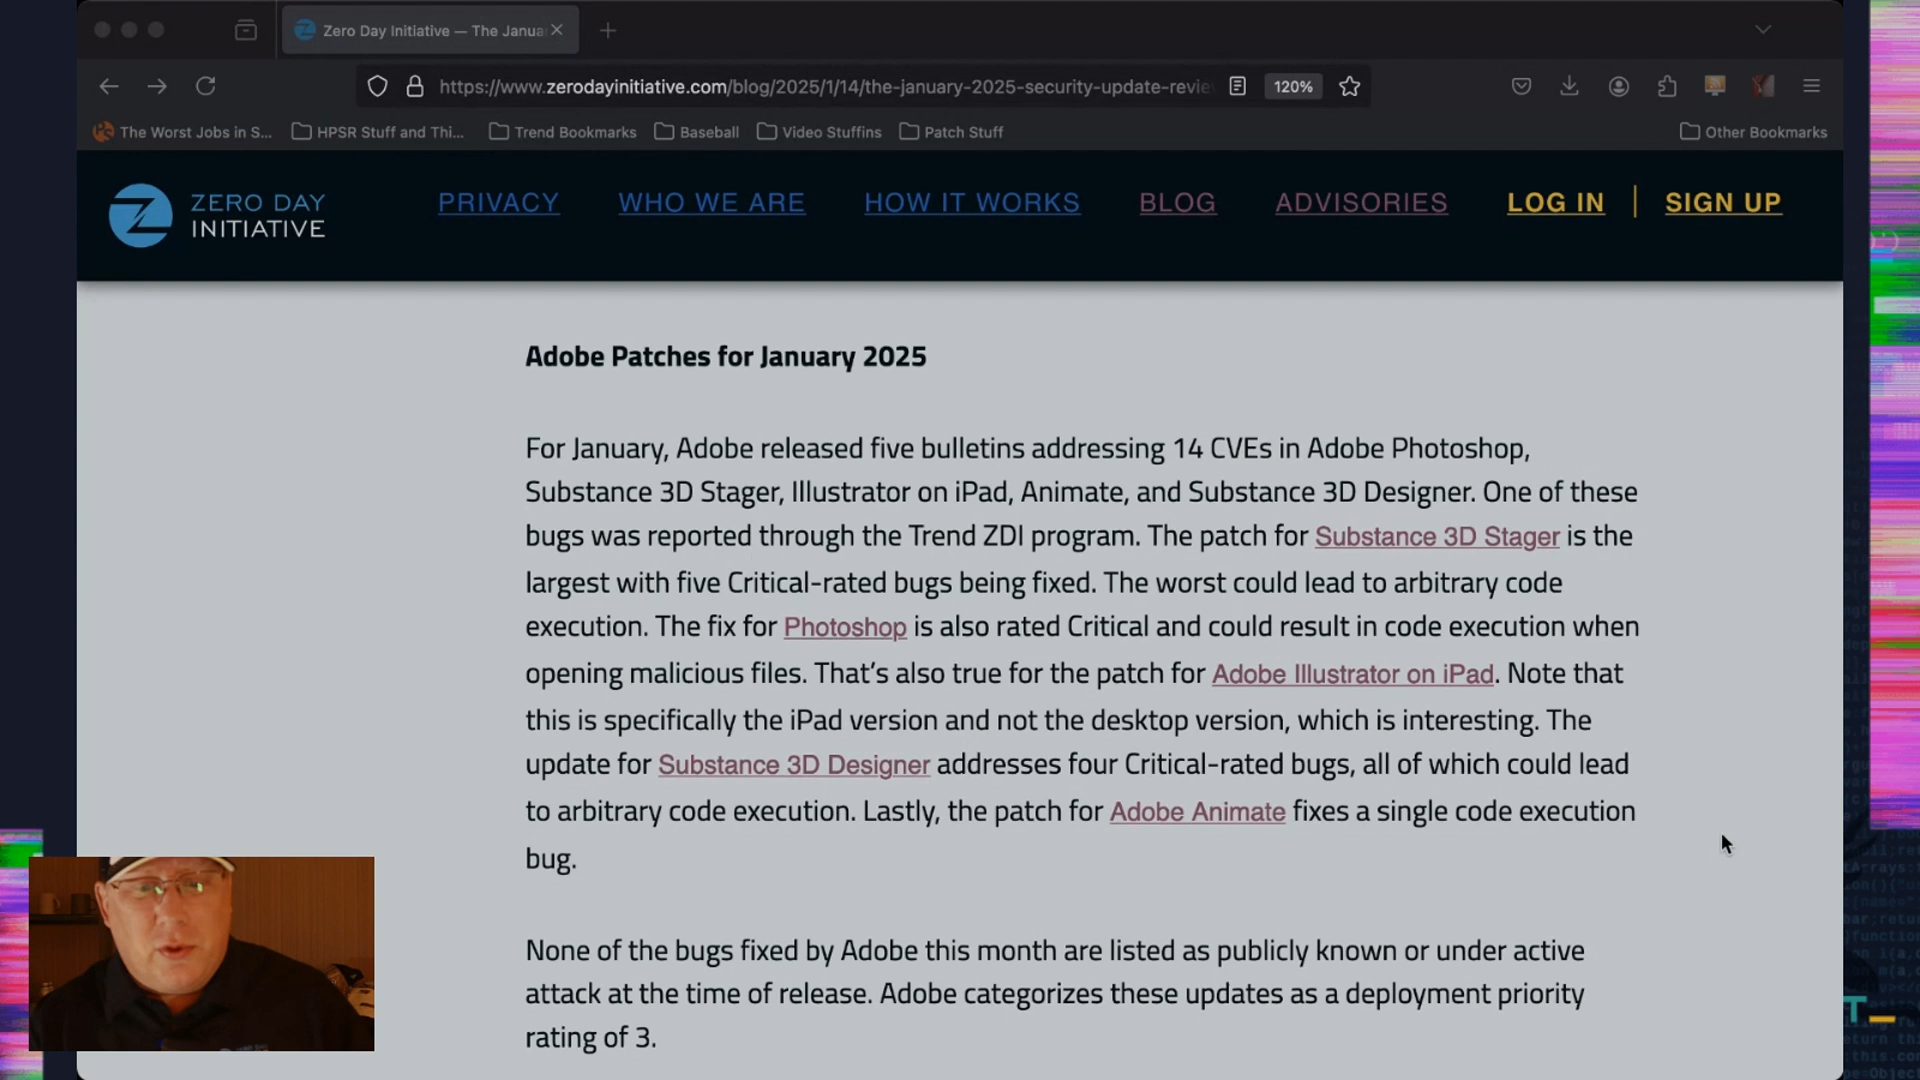 Zero Day Initiative — The Janua
https://www.zerodayinitiative.com/blog/2025/1/14/the-january-2025-security-update-revie
120%
The Worst Jobs in S...
HPSR Stuff and Thi...
Trend Bookmarks
Baseball
Video Stuffins
Patch Stuff
Other Bookmarks
ZERO DAY
INITIATIVE
PRIVACY
WHO WE ARE
HOW IT WORKS
BLOG
ADVISORIES
LOG IN
SIGN UP
Adobe Patches for January 2025
For January, Adobe released five bulletins addressing 14 CVEs in Adobe Photoshop,
Substance 3D Stager, Illustrator on iPad, Animate, and Substance 3D Designer. One of these
bugs was reported through the Trend ZDI program. The patch for Substance 3D Stager is the
largest with five Critical-rated bugs being fixed. The worst could lead to arbitrary code
execution. The fix for Photoshop is also rated Critical and could result in code execution when
opening malicious files. That’s also true for the patch for Adobe Illustrator on iPad. Note that
this is specifically the iPad version and not the desktop version, which is interesting. The
update for Substance 3D Designer addresses four Critical-rated bugs, all of which could lead
to arbitrary code execution. Lastly, the patch for Adobe Animate fixes a single code execution
bug.
None of the bugs fixed by Adobe this month are listed as publicly known or under active
attack at the time of release. Adobe categorizes these updates as a deployment priority
rating of 3.